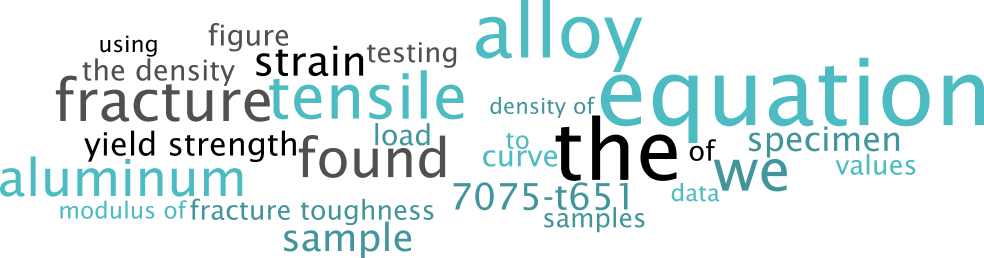 alloy
figure
using
strain
testing
the density
equation
fracture
tensile
density of
load
to
the
specimen
yield strength
found
curve
of
we
values
aluminum
7075-t651
data
modulus of
fracture toughness
samples
sample